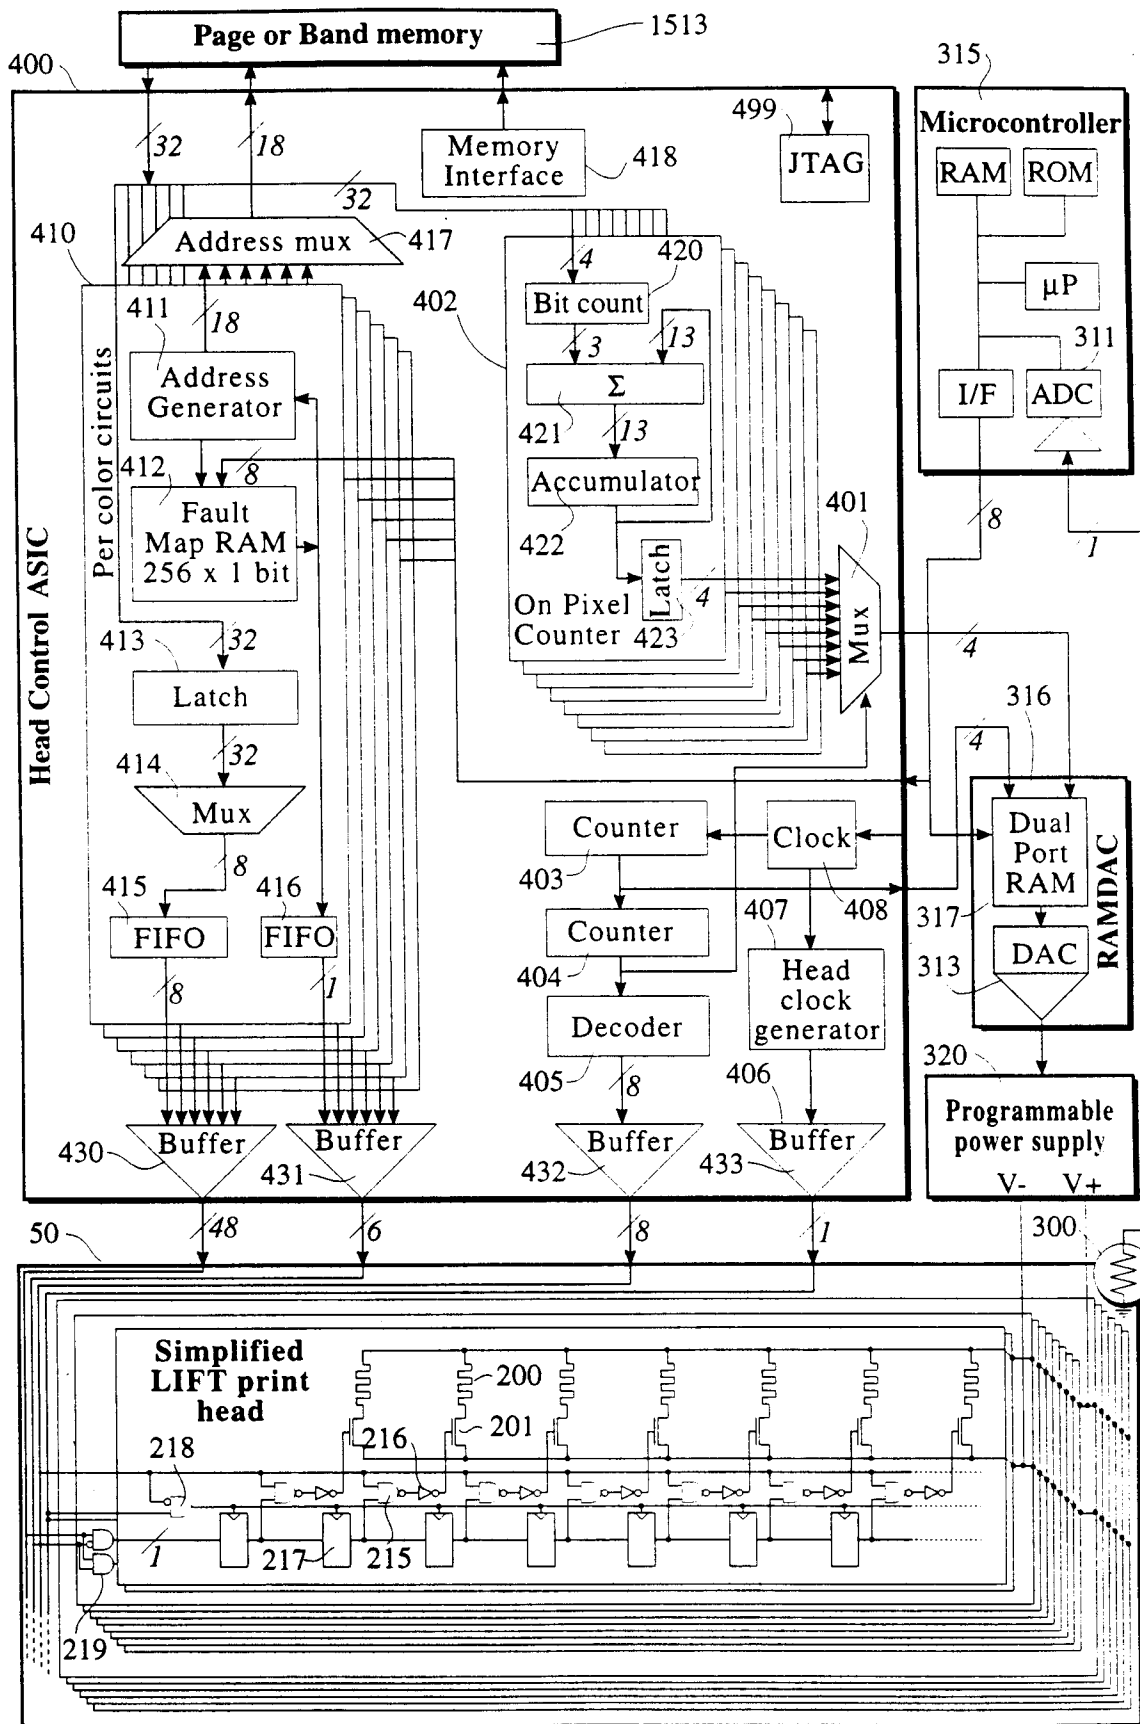 Page or Band memory
1513
400
315
32
18
499
Microcontroller
Memory
Interface
418
JTAG
RAM
ROM
32
410
Address mux
417
4
420
µP
411
18
402
Bit count
3
13
311
Address
Generator
Σ
I/F
ADC
421
13
412
8
Accumulator
Fault
Map RAM
256 x 1 bit
Per color circuits
Head Control ASIC
422
401
8
1
Latch
4
On Pixel
Counter
423
Mux
4
413
32
Latch
316
4
414
32
Mux
Counter
Clock
Dual
Port
RAM
RAMDAC
8
403
408
317
415
416
407
FIFO
FIFO
Counter
DAC
404
313
8
1
Head
clock
generator
Decoder
405
8
406
320
Programmable
power supply
V-
V+
Buffer
Buffer
Buffer
Buffer
430
431
432
433
50
48
6
8
1
300
Simplified
LIFT print
head
200
201
218
216
1
217
215
219